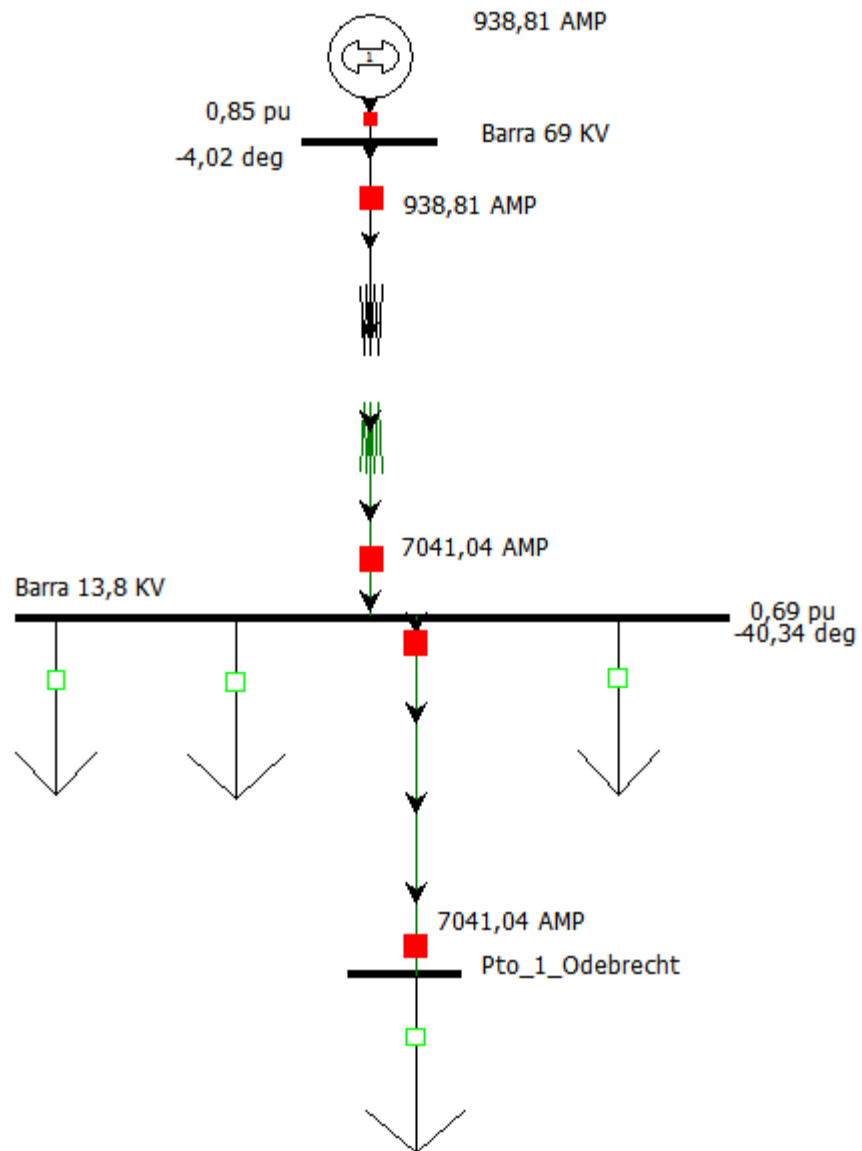 938,81 AMP
1
0,85 pu
Barra 69 KV
-4,02 deg
938,81 AMP
7041,04 AMP
Barra 13,8 KV
0,69 pu
-40,34 deg
7041,04 AMP
Pto_1_Odebrecht